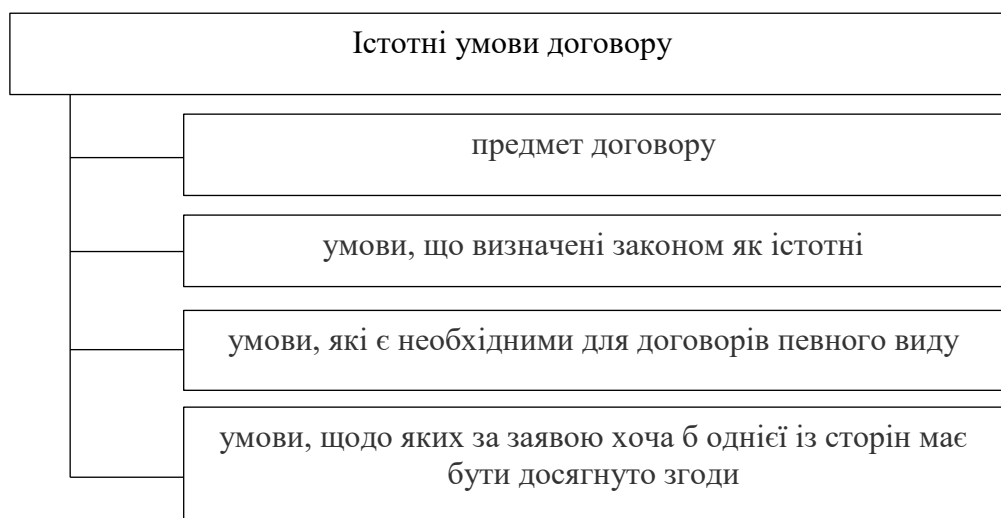 Істотні умови договору
предмет договору
умови, що визначені законом як істотні
умови, які є необхідними для договорів певного виду
умови, щодо яких за заявою хоча б однієї із сторін має
бути досягнуто згоди